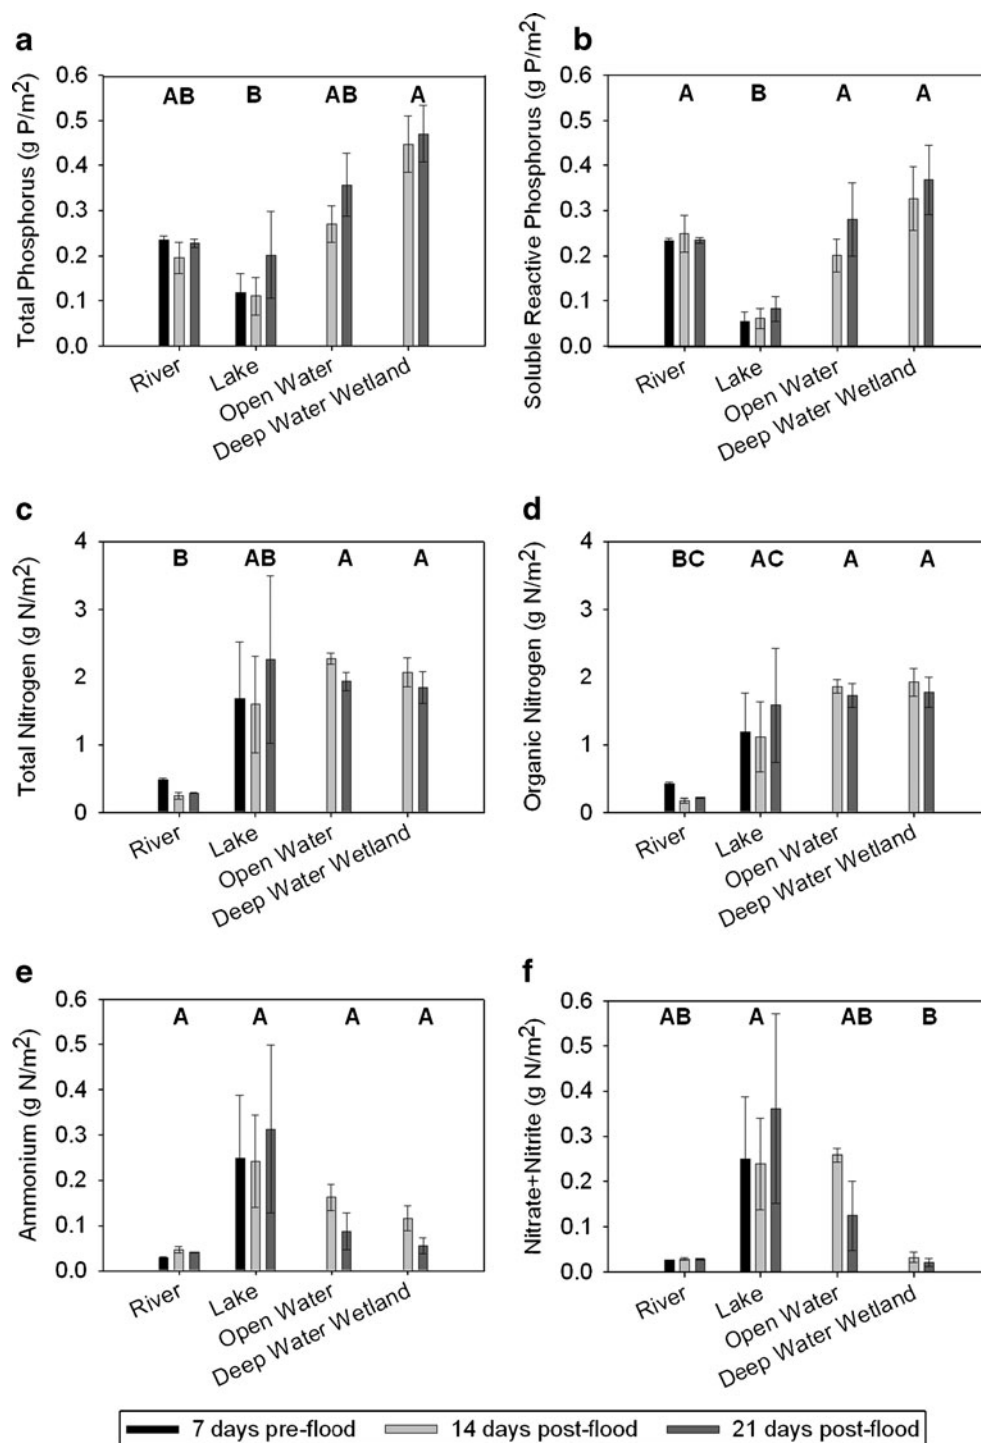 a
Total Phosphorus (g P/m2)
0.6
0.5
0.4
0.3
0.2
0.1
0.0
AB B AB A
River
Lake
Open Water
Deep Water Wetland
b
Soluble Reactive Phosphorus (g P/m2)
0.6
0.5
0.4
0.3
0.2
0.1
0.0
A B A A
River
Lake
Open Water
Deep Water Wetland
c
Total Nitrogen (g N/m2)
4
3
2
1
0
B AB A A
River
Lake
Open Water
Deep Water Wetland
d
Organic Nitrogen (g N/m2)
4
3
2
1
0
BC AC A A
River
Lake
Open Water
Deep Water Wetland
e
Ammonium (g N/m2)
0.6
0.5
0.4
0.3
0.2
0.1
0.0
A A A A
River
Lake
Open Water
Deep Water Wetland
f
Nitrate+Nitrite (g N/m2)
0.6
0.5
0.4
0.3
0.2
0.1
0.0
AB A AB B
River
Lake
Open Water
Deep Water Wetland
7 days pre-flood 14 days post-flood 21 days post-flood